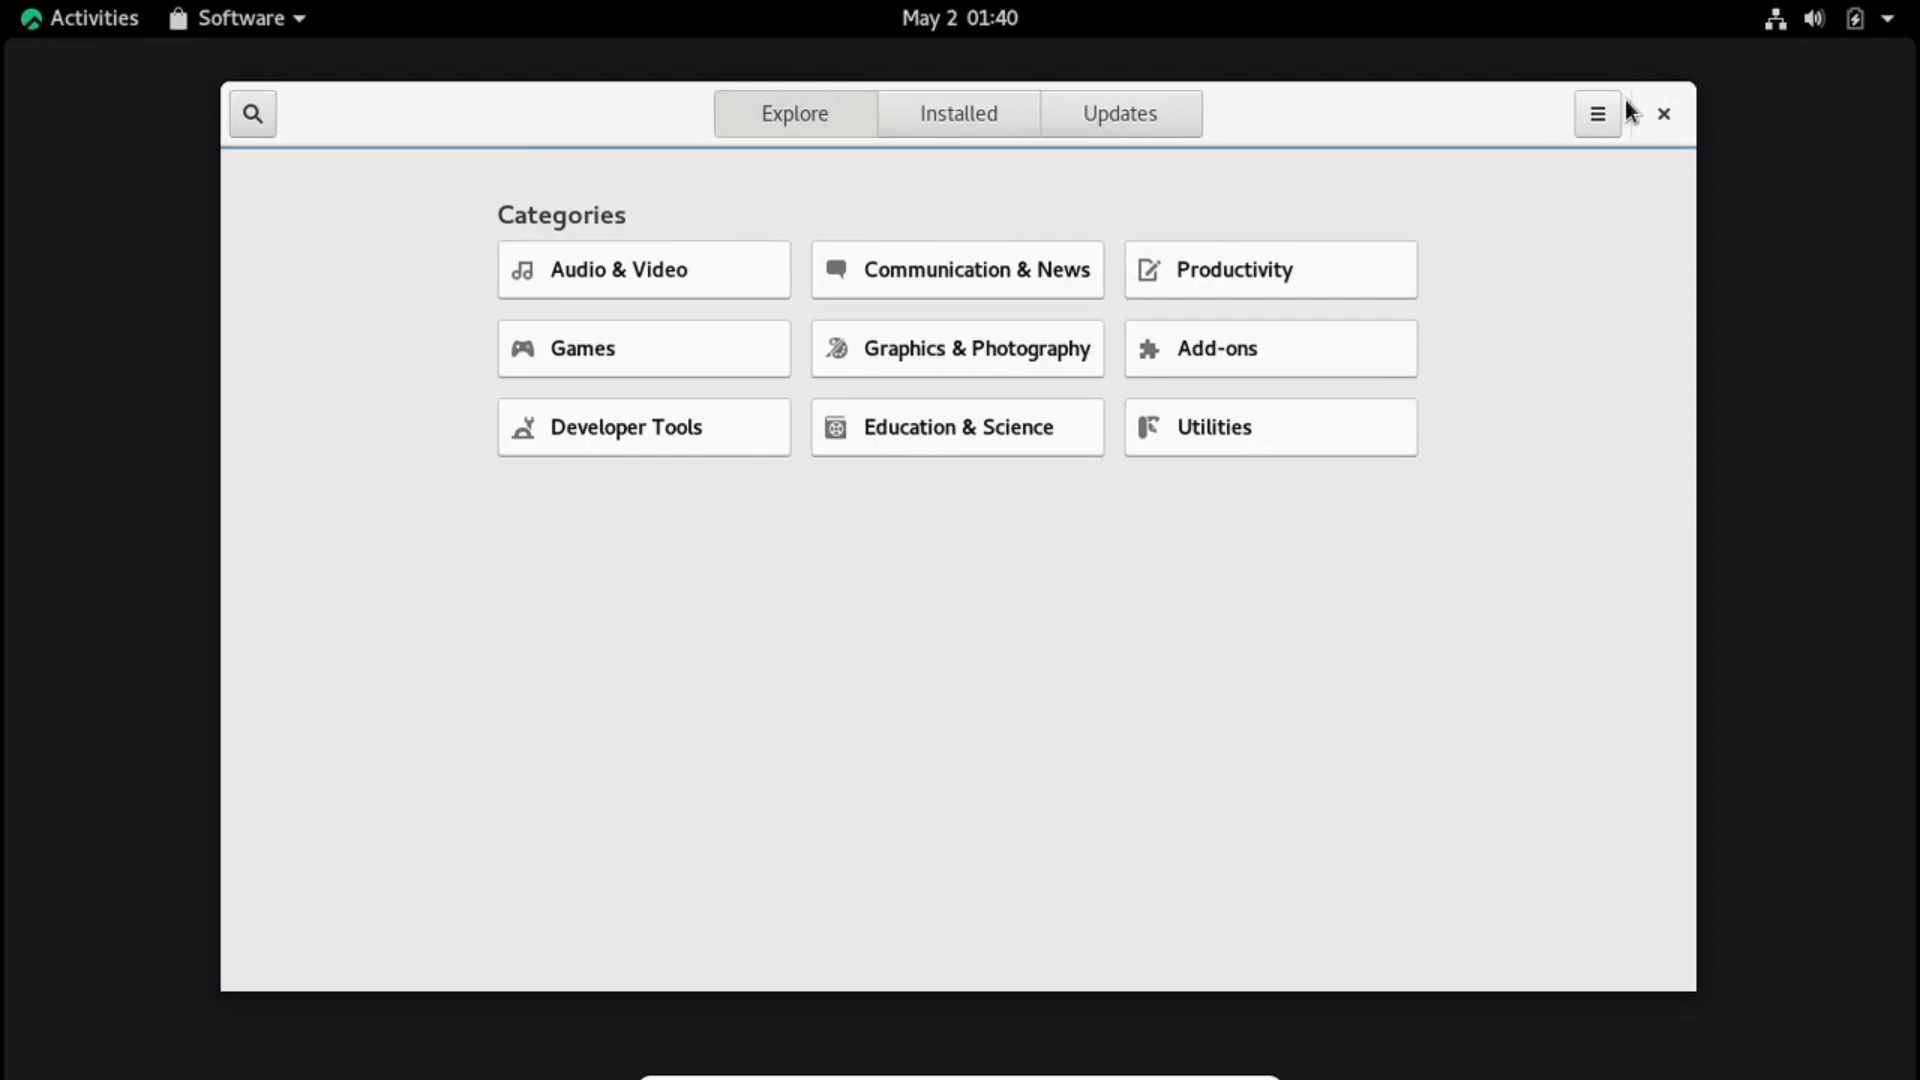 Activities Software May 2 01:40
Explore Installed Updates
Categories
Audio & Video Communication & News Productivity
Games Graphics & Photography Add-ons
Developer Tools Education & Science Utilities